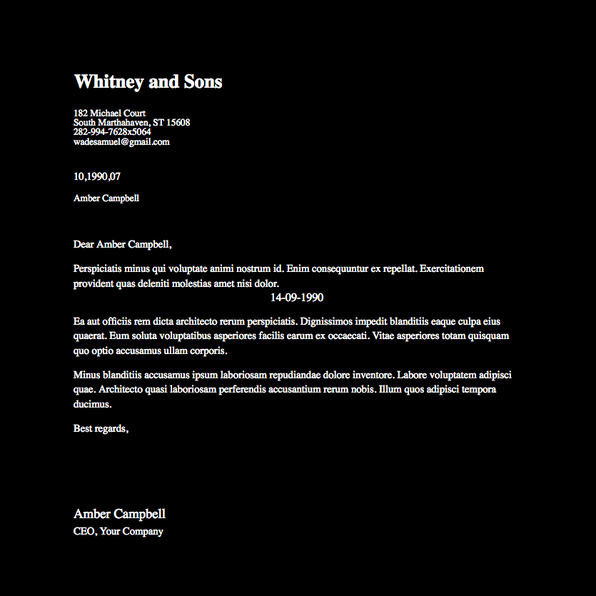 Whitney and Sons
182 Michael Court
South Marthahaven, ST 15608
282-994-7628x5064
wadesamuel@gmail.com
10,1990,07
Amber Campbell
Dear Amber Campbell,
Perspiciatis minus qui voluptate animi nostrum id. Enim consequuntur ex repellat. Exercitationem
provident quas deleniti molestias amet nisi dolor.
14-09-1990
Ea aut officiis rem dicta architecto rerum perspiciatis. Dignissimos impedit blanditiis eaque culpa eius
quaerat. Eum soluta voluptatibus asperiores facilis earum ex occaecati. Vitae asperiores totam quisquam
quo optio accusamus ullam corporis.
Minus blanditiis accusamus ipsum laboriosam repudiandae dolore inventore. Labore voluptatem adipisci
quae. Architecto quasi laboriosam perferendis accusantium rerum nobis. Illum quos adipisci tempora
ducimus.
Best regards,
Amber Campbell
CEO, Your Company